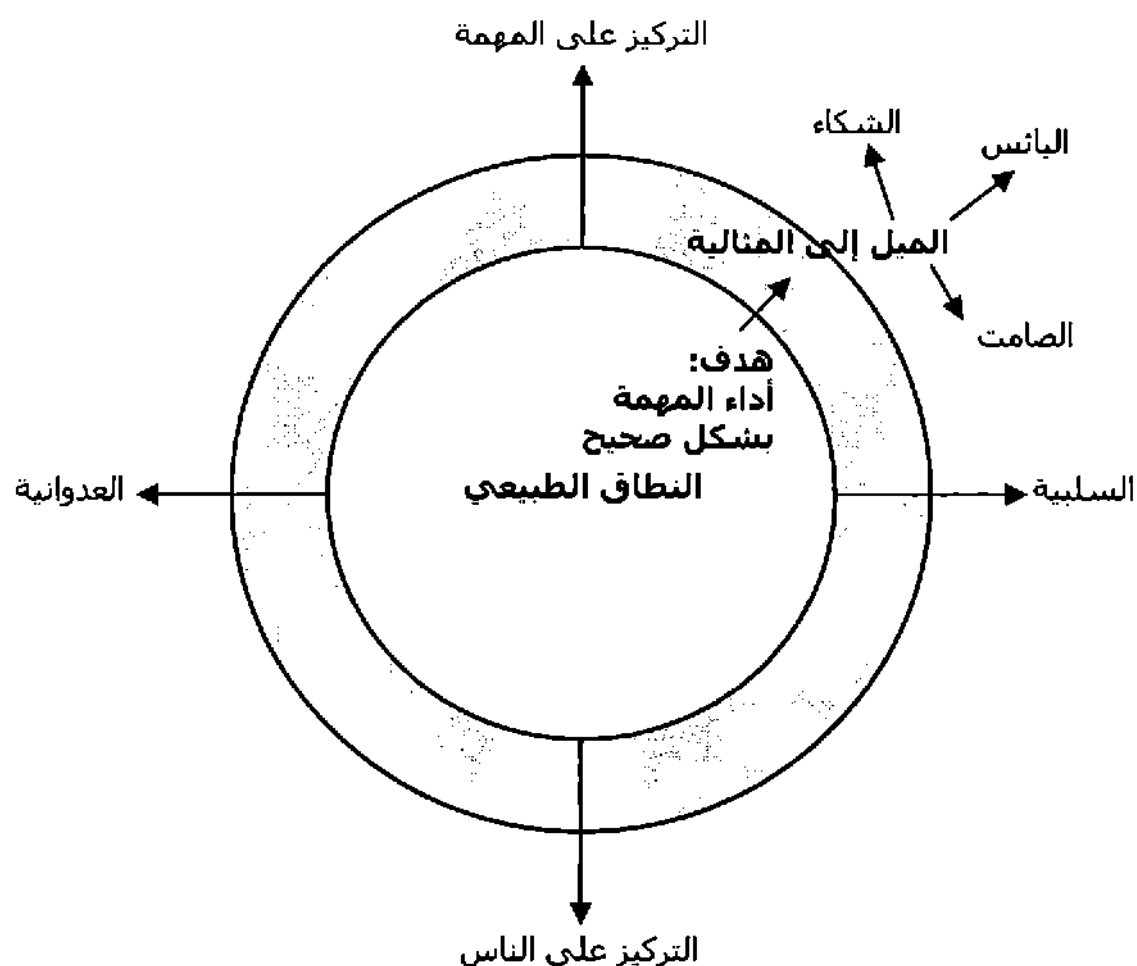 التركيز على المهمة
الشكاء
اليائس
الميل إلى المثالية
الصامت
هدف:
أداء المهمة
بشكل صحيح
النطاق الطبيعي
العدوانية
السلبية
التركيز على الناس